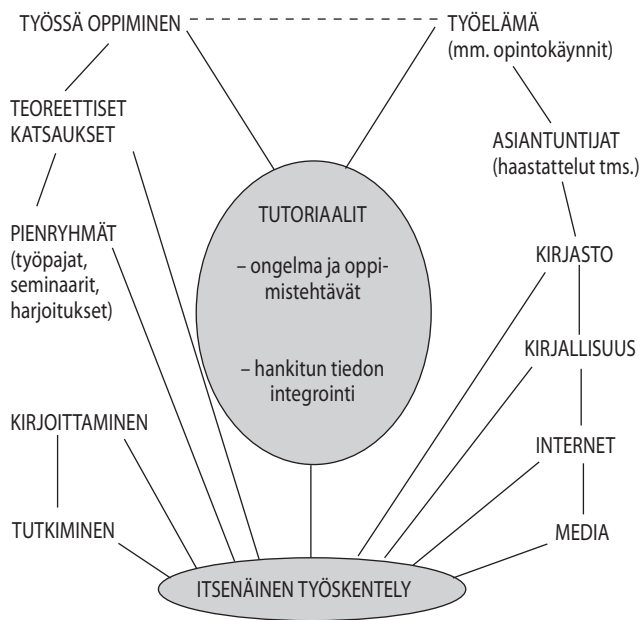 TYÖSSÄ OPPIMINEN
TYÖELÄMÄ
(mm. opintokäynnit)
TEOREETTISET
KATSAUKSET
ASIANTUNTIJAT
(haastattelut tms.)
PIENRYHMÄT
(työpajat,
seminaarit,
harjoitukset)
TUTORIAALIT
– ongelma ja oppi-
mistehtävät
– hankitun tiedon
integrointi
KIRJASTO
KIRJALLISUUS
KIRJOITTAMINEN
INTERNET
TUTKIMINEN
MEDIA
ITSENÄINEN TYÖSKENTELY